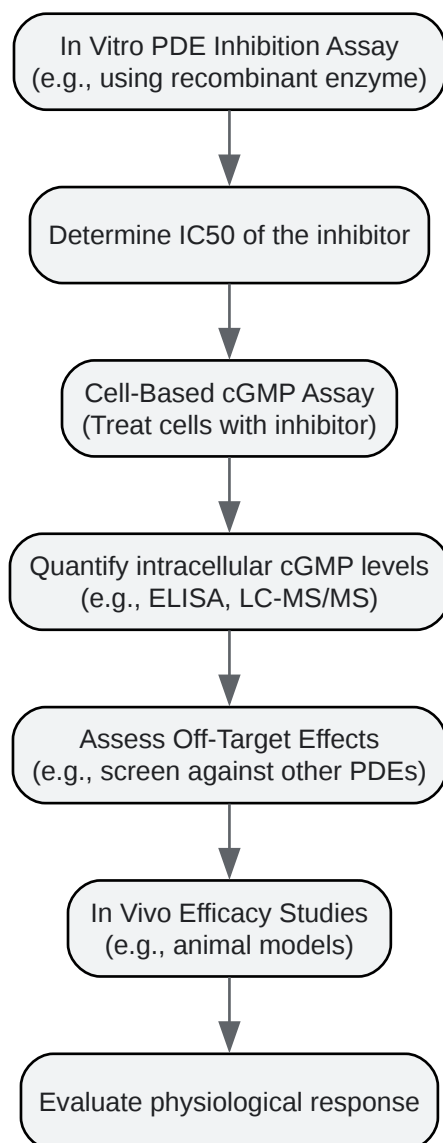 In Vitro PDE Inhibition Assay
(e.g., using recombinant enzyme)
Determine IC50 of the inhibitor
Cell-Based cGMP Assay
(Treat cells with inhibitor)
Quantify intracellular cGMP levels
(e.g., ELISA, LC-MS/MS)
Assess Off-Target Effects
(e.g., screen against other PDEs)
In Vivo Efficacy Studies
(e.g., animal models)
Evaluate physiological response